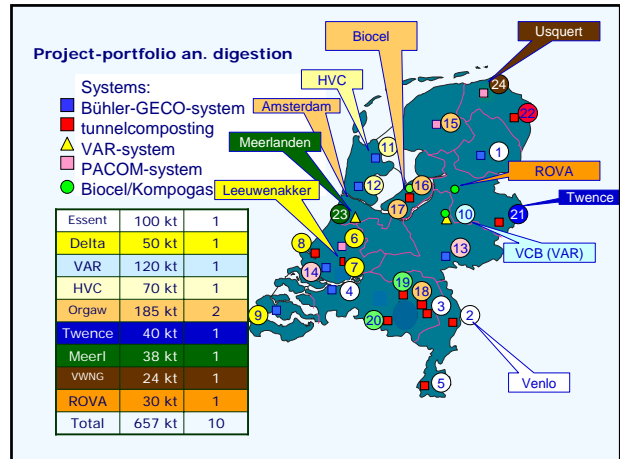 Project-portfolio an. digestion
Biocel
Usquert
Systems:
HVC
Bühler-GECO-system
tunnelcomposting
Amsterdam
VAR-system
Meerlanden
PACOM-system
ROVA
Biocel/Kompogas
Leeuwenakker
Twence
VCB (VAR)
Venlo
24
22
15
11
1
12
16
17
23
10
21
6
8
13
7
14
19
18
4
3
9
20
2
5
Essent 100 kt 1
Delta 50 kt 1
VAR 120 kt 1
HVC 70 kt 1
Orgaw 185 kt 2
Twence 40 kt 1
Meerl 38 kt 1
VWNG 24 kt 1
ROVA 30 kt 1
Total 657 kt 10